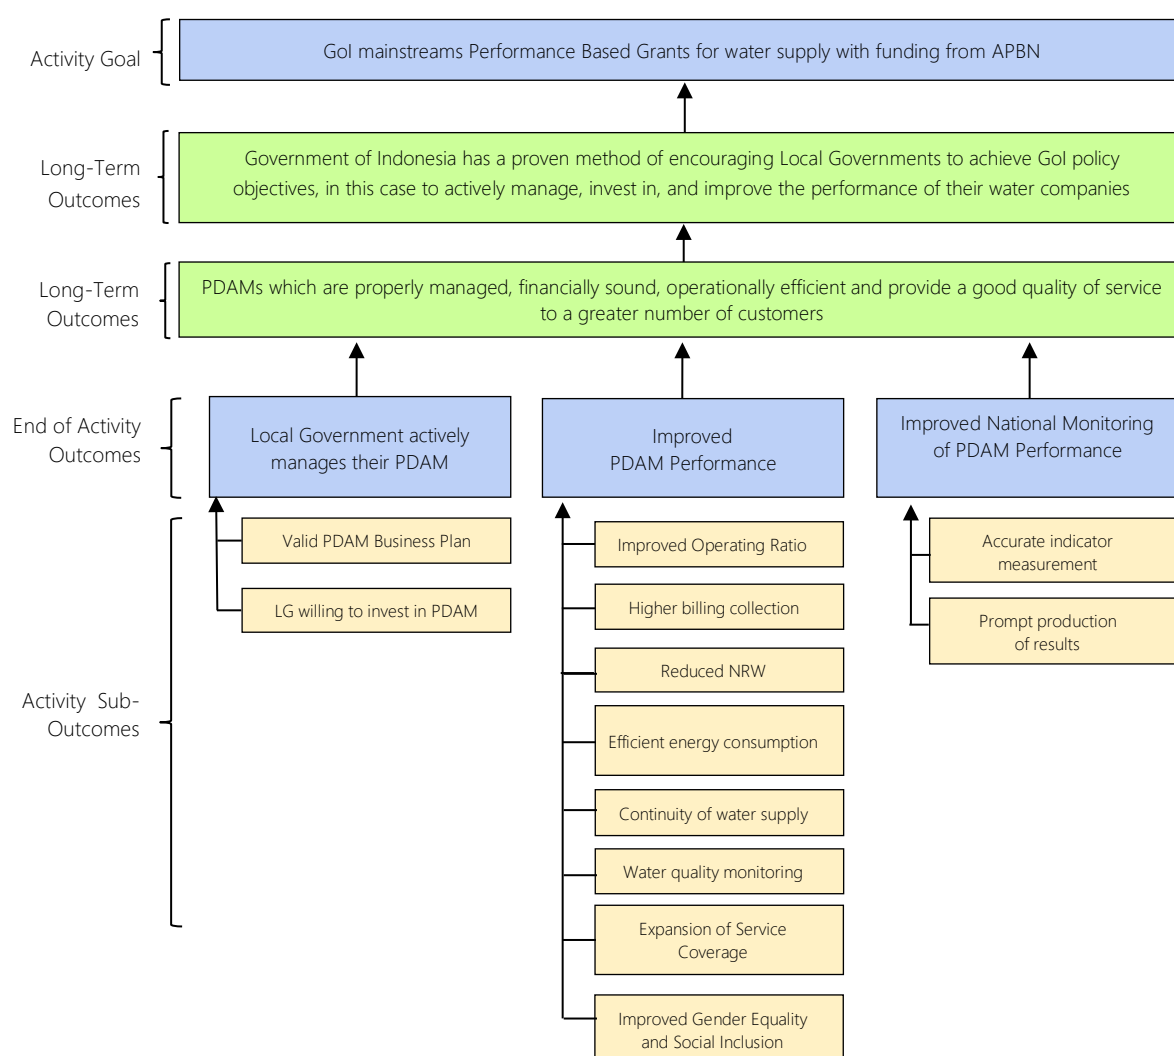 Activity Goal
GoI mainstreams Performance Based Grants for water supply with funding from APBN
Long-Term
Outcomes
Government of Indonesia has a proven method of encouraging Local Governments to achieve GoI policy
objectives, in this case to actively manage, invest in, and improve the performance of their water companies
Long-Term
Outcomes
PDAMs which are properly managed, financially sound, operationally efficient and provide a good quality of service
to a greater number of customers
End of Activity
Outcomes
Local Government actively
manages their PDAM
Improved
PDAM Performance
Improved National Monitoring
of PDAM Performance
Activity Sub-
Outcomes
Valid PDAM Business Plan
LG willing to invest in PDAM
Improved Operating Ratio
Higher billing collection
Reduced NRW
Efficient energy consumption
Continuity of water supply
Water quality monitoring
Expansion of Service
Coverage
Improved Gender Equality
and Social Inclusion
Accurate indicator
measurement
Prompt production
of results